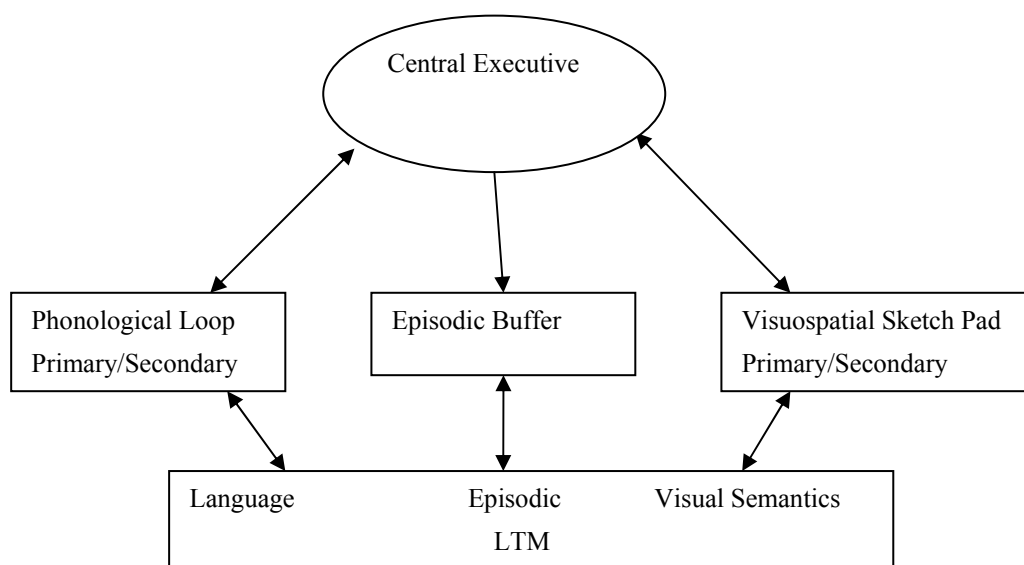 Central Executive
Phonological Loop
Primary/Secondary
Episodic Buffer
Visuospatial Sketch Pad
Primary/Secondary
Language Episodic Visual Semantics
LTM